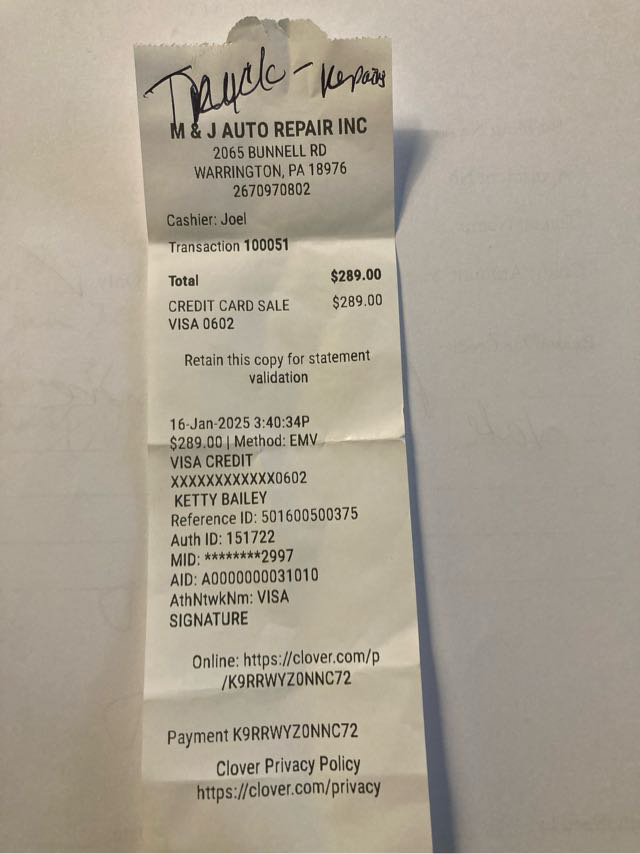 Truck - Repairs
M & J AUTO REPAIR INC
2065 BUNNELL RD
WARRINGTON, PA 18976
2670970802
Cashier: Joel
Transaction 100051
Total $289.00
CREDIT CARD SALE $289.00
VISA 0602
Retain this copy for statement
validation
16-Jan-2025 3:40:34P
$289.00 | Method: EMV
VISA CREDIT
XXXXXXXXXXXX0602
KETTY BAILEY
Reference ID: 501600500375
Auth ID: 151722
MID: ********2997
AID: A0000000031010
AthNtwkNm: VISA
SIGNATURE
Online: https://clover.com/p
/K9RRWYZ0NNC72
Payment K9RRWYZ0NNC72
Clover Privacy Policy
https://clover.com/privacy